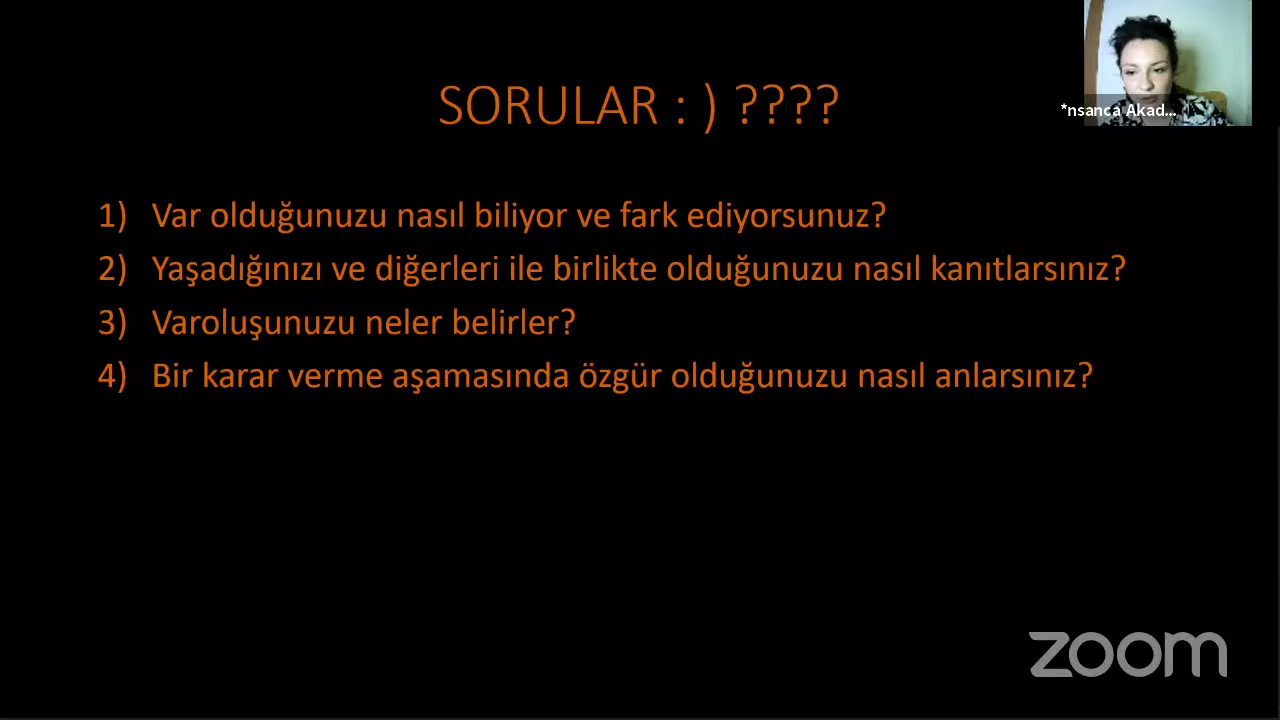 *nsanca Akad...
SORULAR : ) ????
1) Var olduğunuzu nasıl biliyor ve fark ediyorsunuz?
2) Yaşadığınızı ve diğerleri ile birlikte olduğunuzu nasıl kanıtlarsınız?
3) Varoluşunuzu neler belirler?
4) Bir karar verme aşamasında özgür olduğunuzu nasıl anlarsınız?
zoom